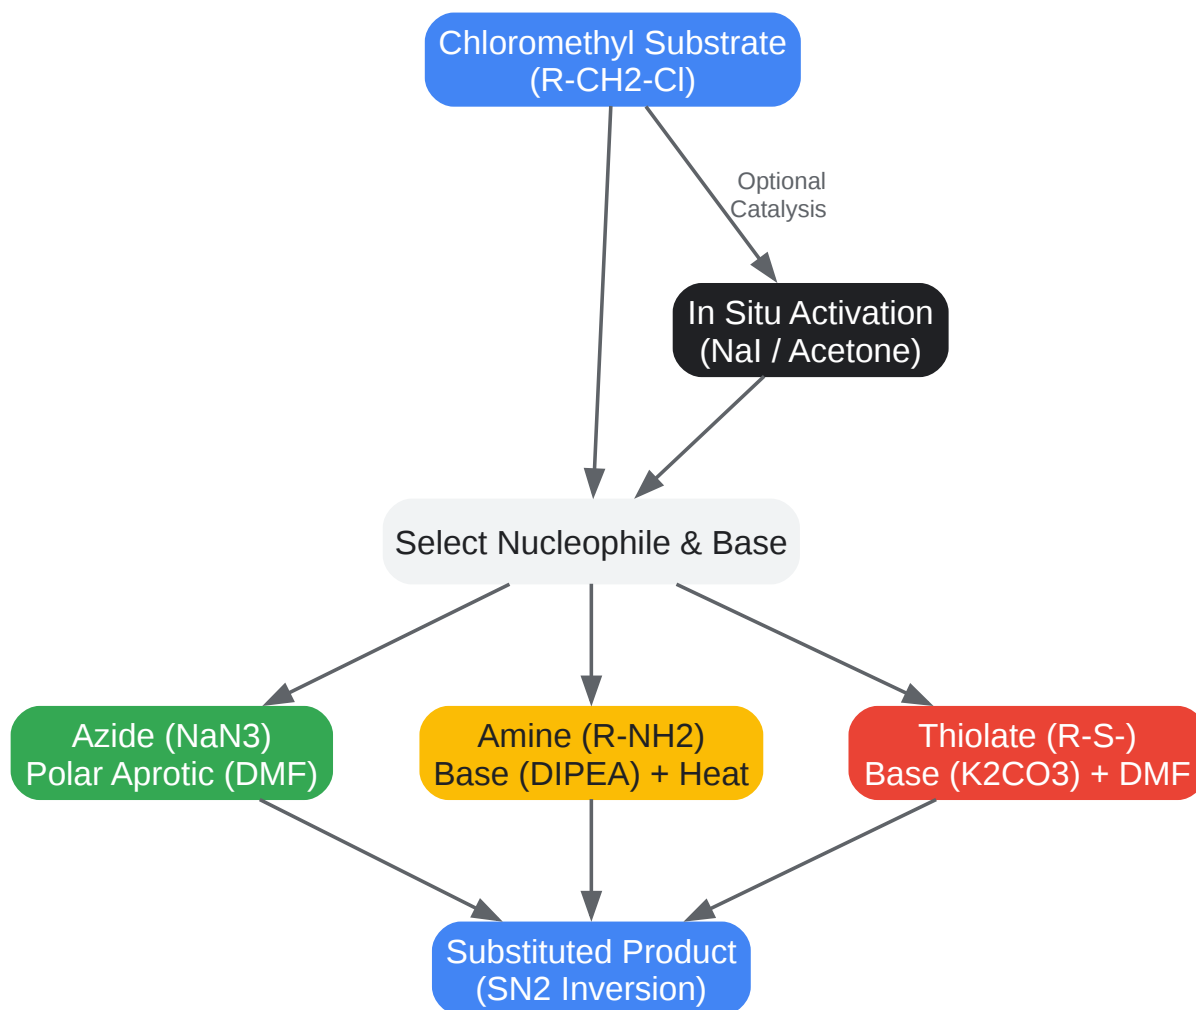 Chloromethyl Substrate
(R-CH2-Cl)
Optional
Catalysis
In Situ Activation
(NaI / Acetone)
Select Nucleophile & Base
Azide (NaN3)
Polar Aprotic (DMF)
Amine (R-NH2)
Base (DIPEA) + Heat
Thiolate (R-S-)
Base (K2CO3) + DMF
Substituted Product
(SN2 Inversion)